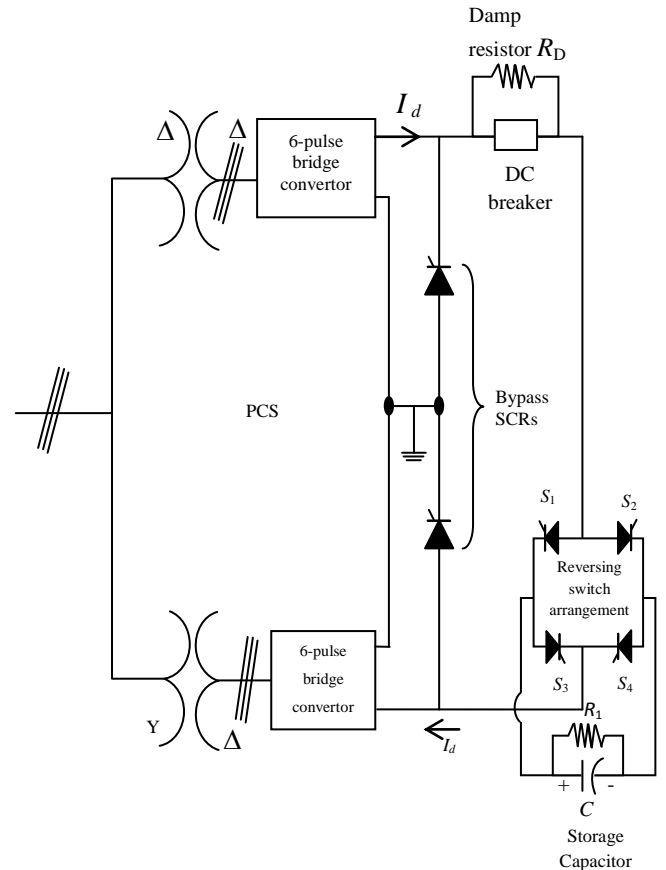 Damp
resistor R_D
Δ
Δ
6-pulse
bridge
convertor
I_d
DC
breaker
PCS
Bypass
SCRs
S_1
S_2
Reversing
switch
arrangement
S_3
S_4
Y
Δ
6-pulse
bridge
convertor
I_d
R_1
+
-
C
Storage
Capacitor